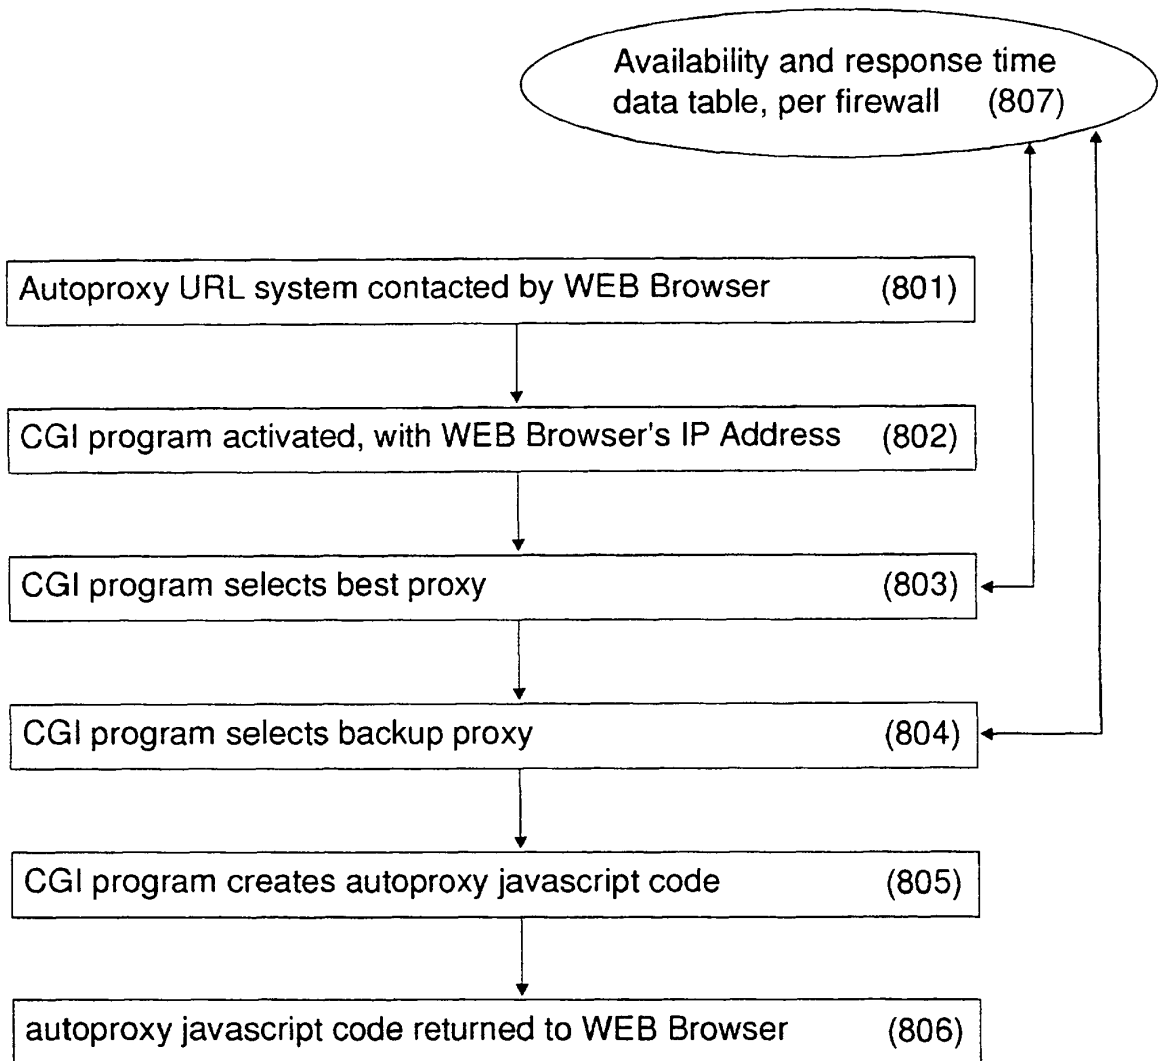 Availability and response time
data table, per firewall (807)
Autoproxy URL system contacted by WEB Browser (801)
CGI program activated, with WEB Browser's IP Address (802)
CGI program selects best proxy (803)
CGI program selects backup proxy (804)
CGI program creates autoproxy javascript code (805)
autoproxy javascript code returned to WEB Browser (806)